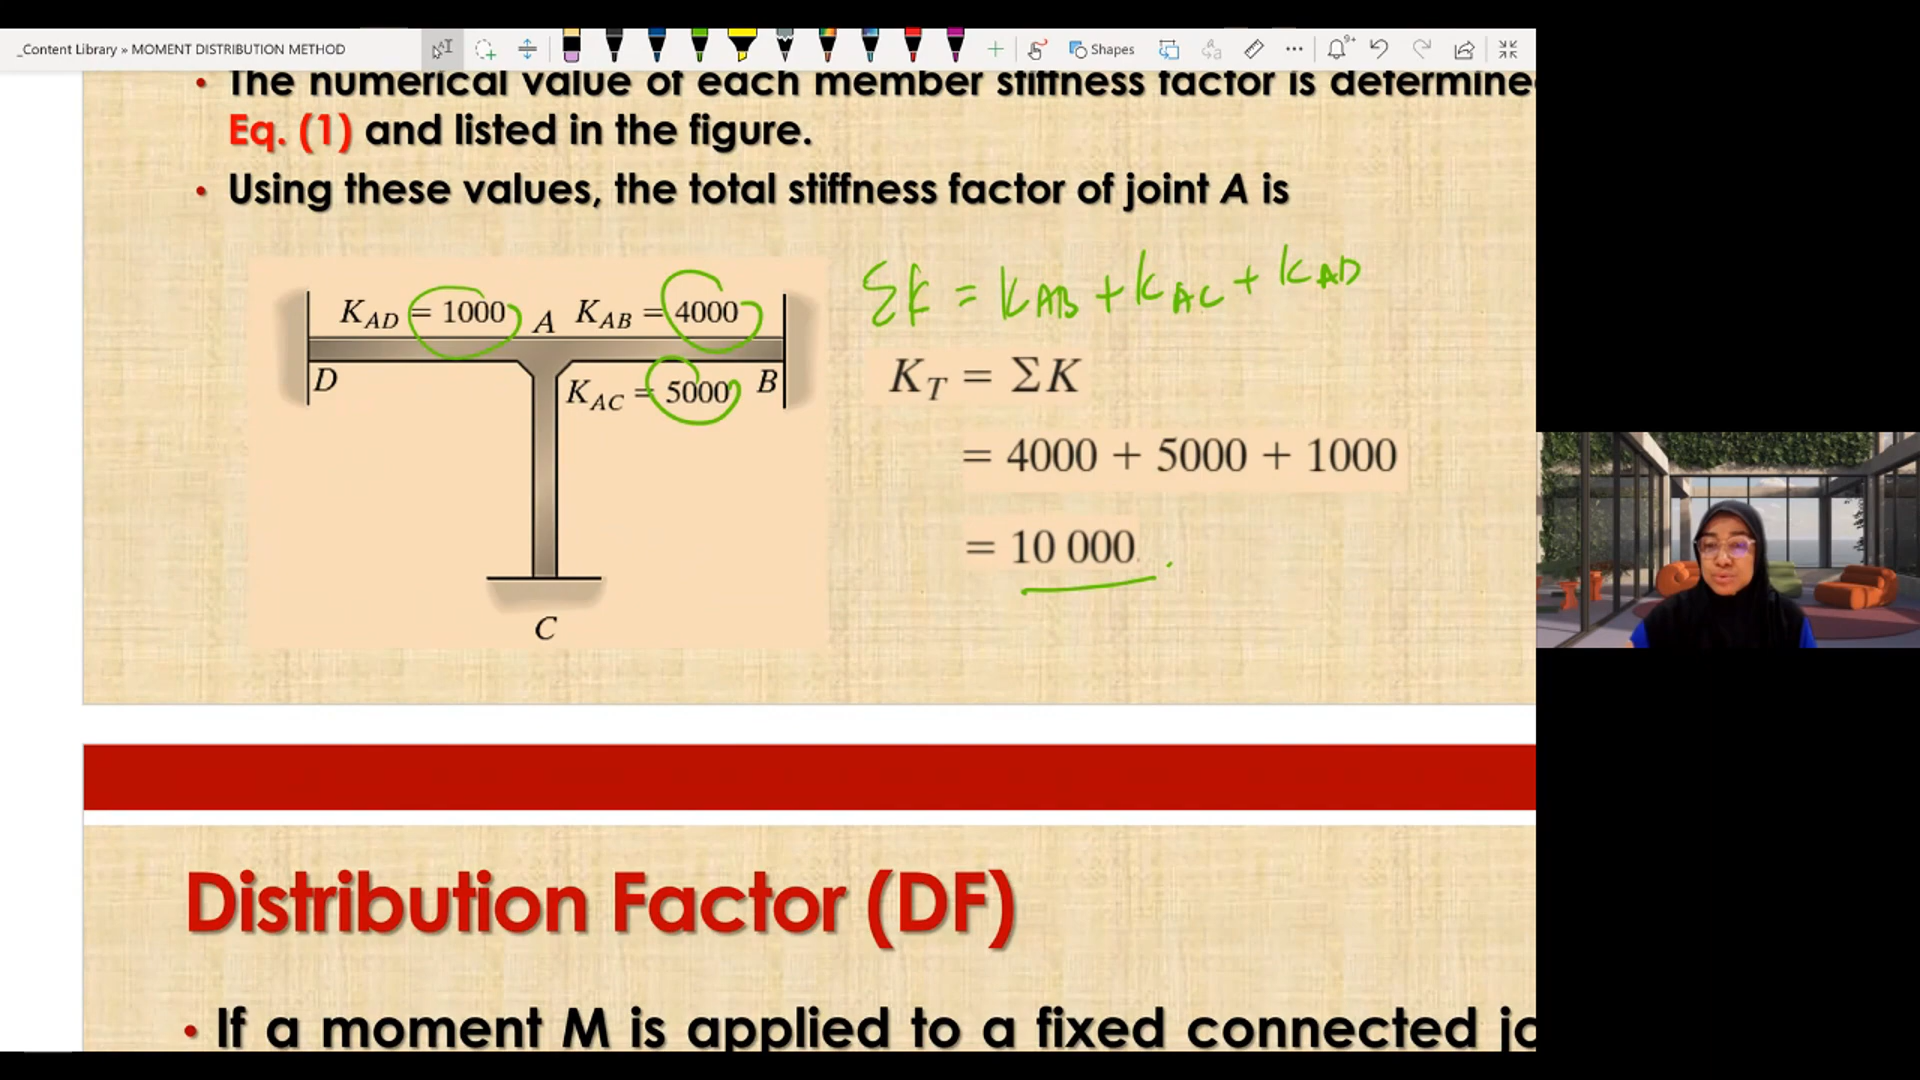 _Content Library » MOMENT DISTRIBUTION METHOD
Shapes
9+
• The numerical value of each member stiffness factor is determine
Eq. (1) and listed in the figure.
• Using these values, the total stiffness factor of joint A is
ΣK = KAB + KAC + KAD
KAD = 1000 A KAB = 4000
D KAC = 5000 B
C
KT = ΣK
= 4000 + 5000 + 1000
= 10 000
Distribution Factor (DF)
• If a moment M is applied to a fixed connected jo